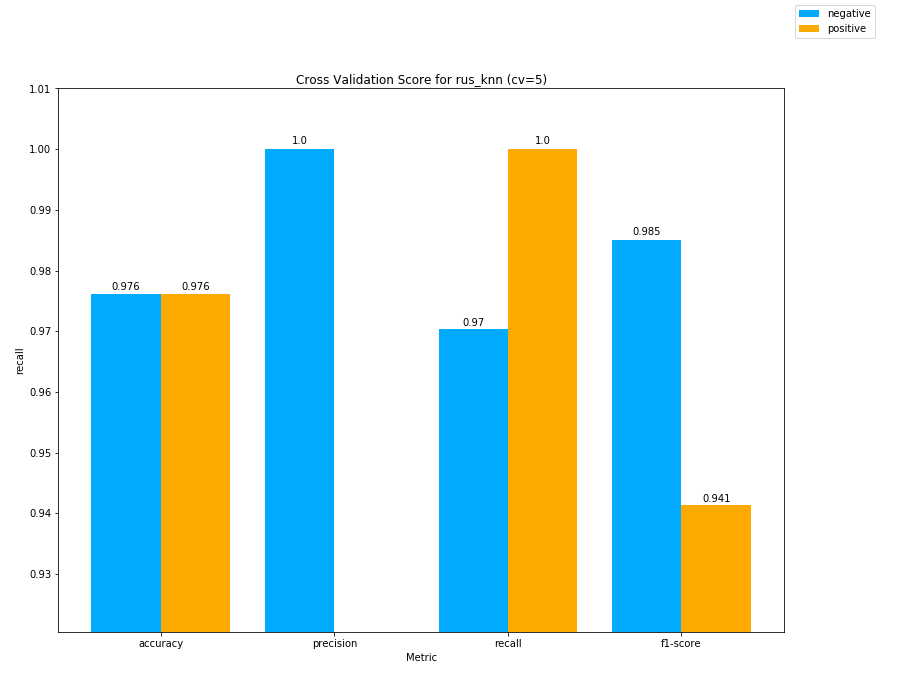 negative
positive
Cross Validation Score for rus_knn (cv=5)
1.01
1.00
0.99
0.98
0.97
0.96
0.95
0.94
0.93
recall
0.976
0.976
1.0
0.97
1.0
0.985
0.941
accuracy
precision
recall
f1-score
Metric